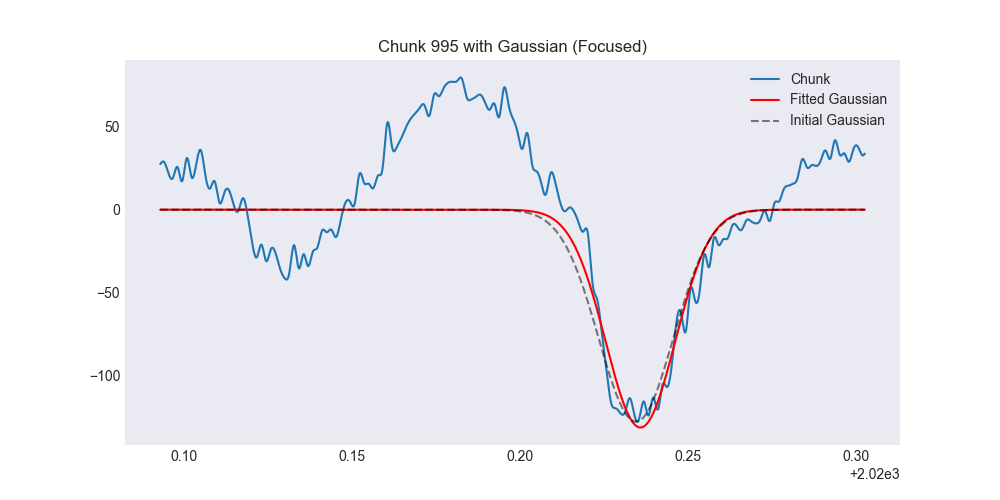 Chunk 995 with Gaussian (Focused)
Chunk
Fitted Gaussian
Initial Gaussian
50
0
−50
−100
0.10 0.15 0.20 0.25 0.30
+2.02e3